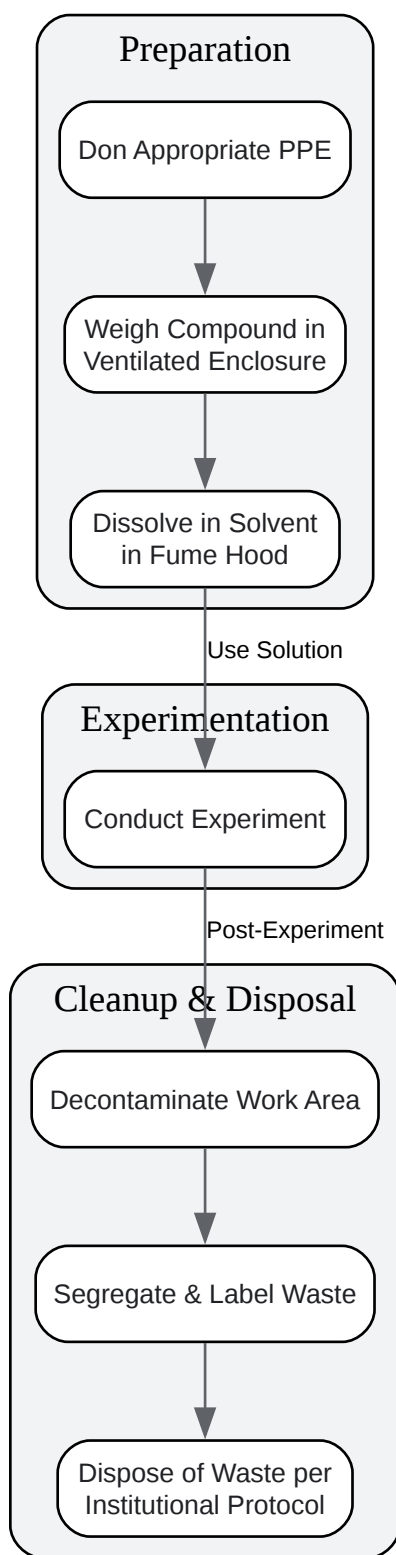 Preparation
Don Appropriate PPE
Weigh Compound in
Ventilated Enclosure
Dissolve in Solvent
in Fume Hood
Use Solution
Experimentation
Conduct Experiment
Post-Experiment
Cleanup & Disposal
Decontaminate Work Area
Segregate & Label Waste
Dispose of Waste per
Institutional Protocol